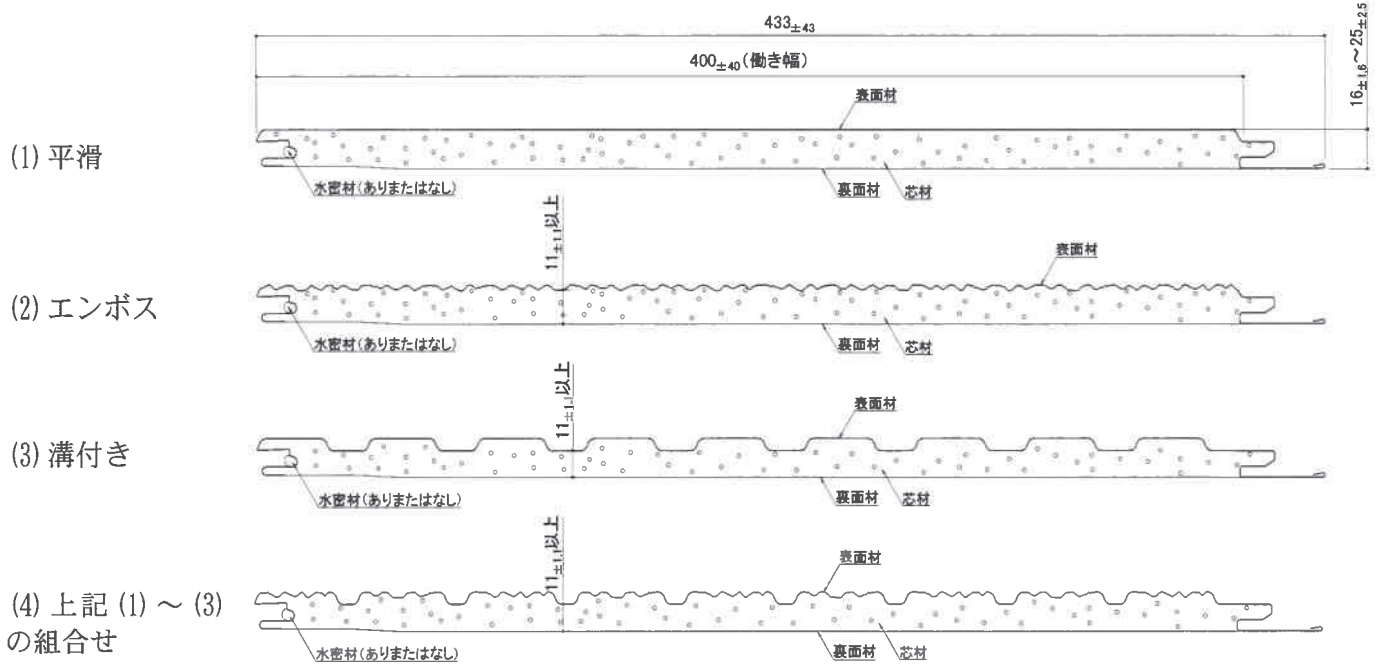 433±43
400±40(働き幅)
16±1.6～25±2.5
表面材
(1) 平滑
水密材(ありまたはなし)
裏面材
芯材
11±1.1以上
表面材
(2) エンボス
水密材(ありまたはなし)
裏面材
芯材
11±1.1以上
表面材
(3) 溝付き
水密材(ありまたはなし)
裏面材
芯材
11±1.1以上
表面材
(4) 上記 (1) ～ (3)
の組合せ
水密材(ありまたはなし)
裏面材
芯材